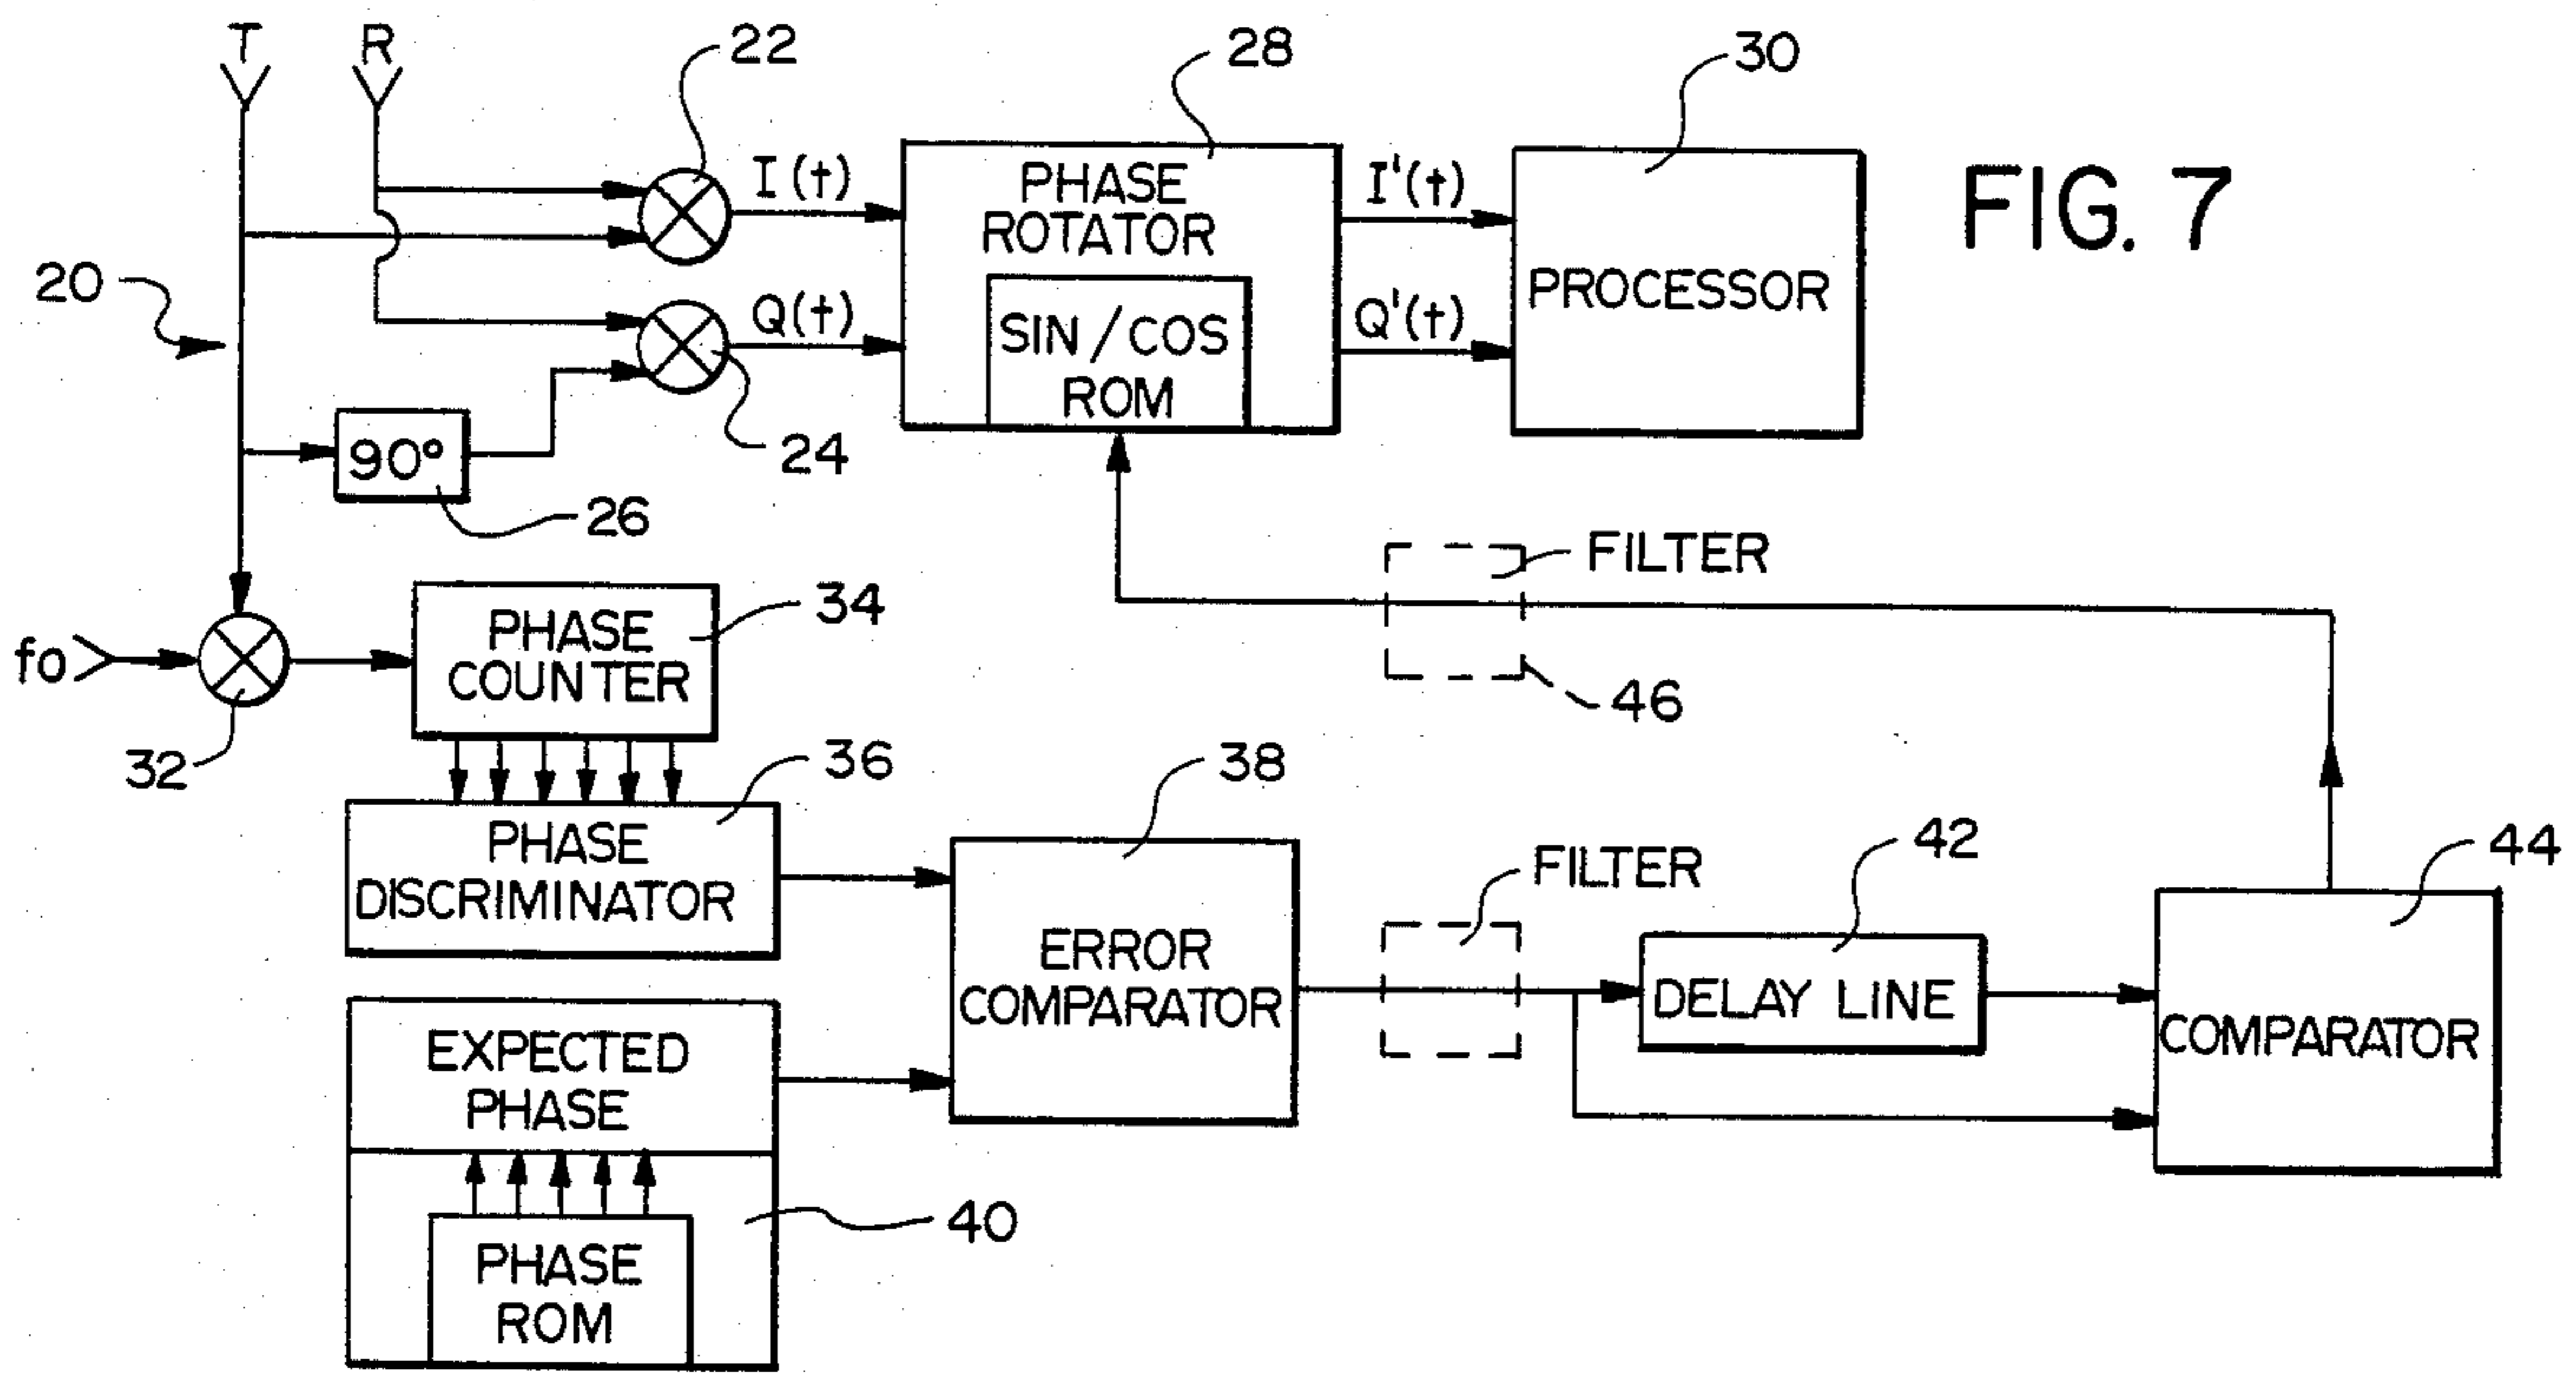 T
R
22
28
30
I(t)
PHASE
ROTATOR
I'(t)
FIG. 7
20
Q(t)
SIN/COS
ROM
Q'(t)
PROCESSOR
90°
24
26
FILTER
fo
32
PHASE
COUNTER
34
46
PHASE
DISCRIMINATOR
36
38
ERROR
COMPARATOR
FILTER
42
DELAY LINE
44
COMPARATOR
EXPECTED
PHASE
40
PHASE
ROM